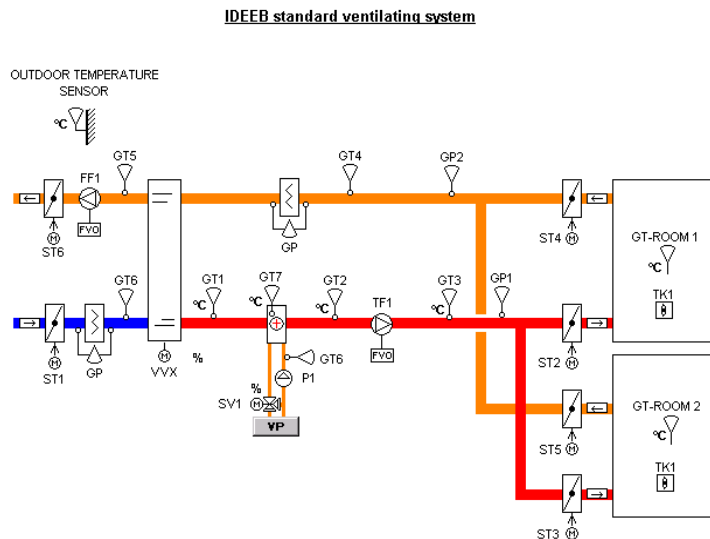 IDEEB standard ventilating system
OUTDOOR TEMPERATURE
SENSOR
°C
GT5
GT4
GP2
FF1
FVO
M
ST6
GP
M
ST4
GT-ROOM 1
°C
TK1
GT6
GT1
°C
GT7
°C
GT2
°C
TF1
GT3
°C
GP1
FVO
M
ST1
GP
M
VVX
%
GT6
P1
%
SV1
M
VP
M
ST2
GT-ROOM 2
°C
TK1
ST5
M
ST3
M